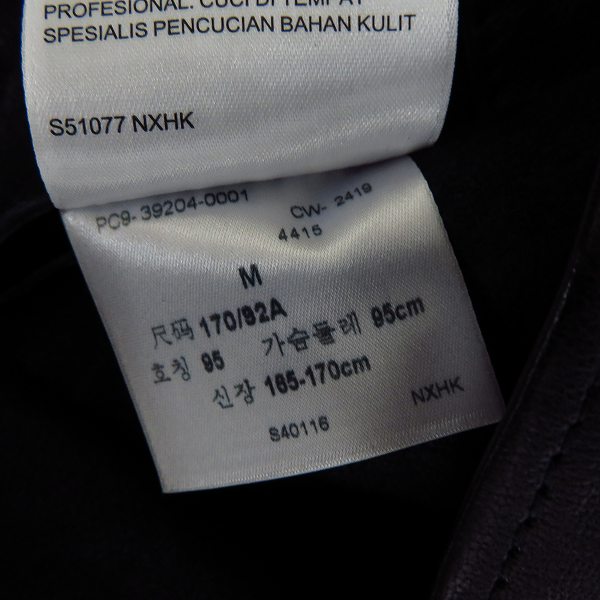 PROFESIONAL. CUCI DI TEMPAT
SPESIALIS PENCUCIAN BAHAN KULIT
S51077 NXHK
PC9-39204-0001 CW-2419
4415
M
尺码 170/92A
호칭 95 가슴둘레 95cm
신장 165-170cm
S40116 NXHK